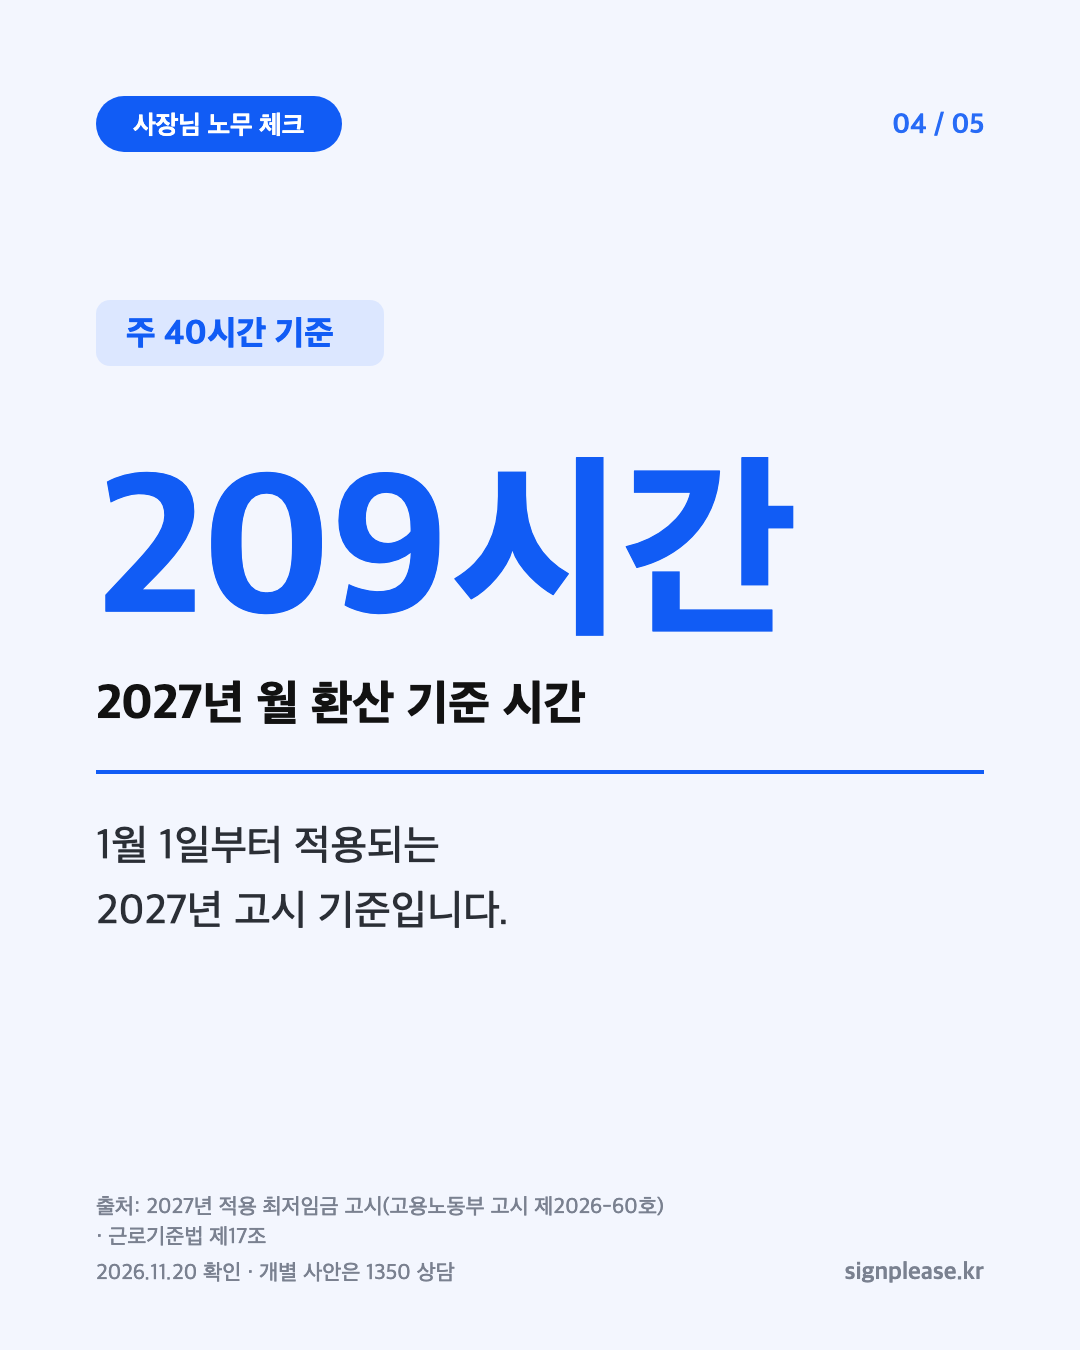 사장님 노무 체크
04 / 05
주 40시간 기준
209시간
2027년 월 환산 기준 시간
1월 1일부터 적용되는
2027년 고시 기준입니다.
출처: 2027년 적용 최저임금 고시(고용노동부 고시 제2026-60호)
· 근로기준법 제17조
2026.11.20 확인 · 개별 사안은 1350 상담
signplease.kr